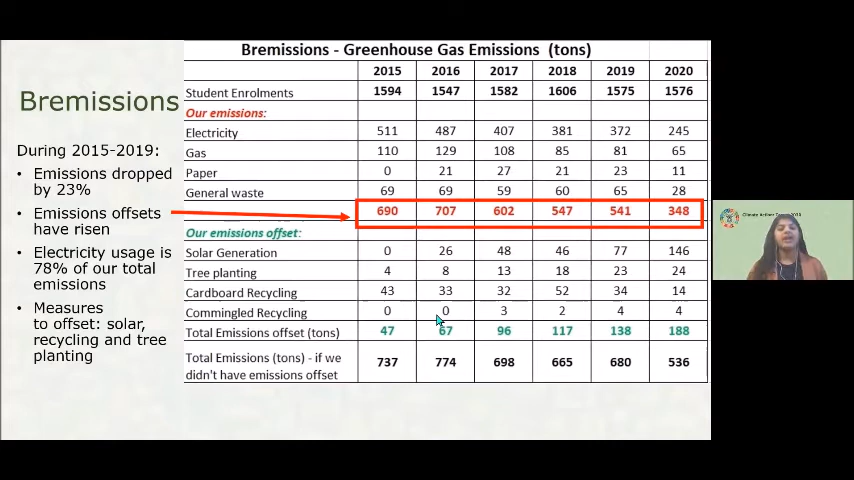 Bremissions - Greenhouse Gas Emissions (tons)
2015 2016 2017 2018 2019 2020
Student Enrolments 1594 1547 1582 1606 1575 1576
Our emissions:
Electricity 511 487 407 381 372 245
Gas 110 129 108 85 81 65
Paper 0 21 27 21 23 11
General waste 69 69 59 60 65 28
690 707 602 547 541 348
Our emissions offset:
Solar Generation 0 26 48 46 77 146
Tree planting 4 8 13 18 23 24
Cardboard Recycling 43 33 32 52 34 14
Commingled Recycling 0 0 3 2 4 4
Total Emissions offset (tons) 47 67 96 117 138 188
Total Emissions (tons) - if we
didn't have emissions offset 737 774 698 665 680 536
Bremissions
During 2015-2019:
• Emissions dropped
by 23%
• Emissions offsets
have risen
• Electricity usage is
78% of our total
emissions
• Measures
to offset: solar,
recycling and tree
planting